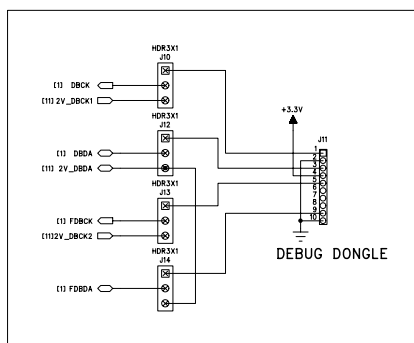 HDR3X1
J10
[1] DBCK
[11] 2V_DBCK1
HDR3X1
J12
[1] DBDA
[11] 2V_DBDA
HDR3X1
J13
[1] FDBCK
[11]2V_DBCK2
HDR3X1
J14
[1] FDBDA
+3.3V
J11
1
2
3
4
5
6
7
8
9
10
DEBUG DONGLE